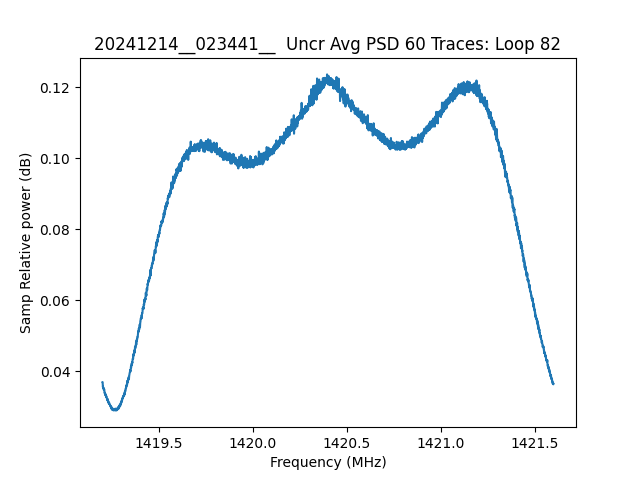 20241214__023441__  Uncr Avg PSD 60 Traces: Loop 82
Samp Relative power (dB)
0.12
0.10
0.08
0.06
0.04
1419.5 1420.0 1420.5 1421.0 1421.5
Frequency (MHz)